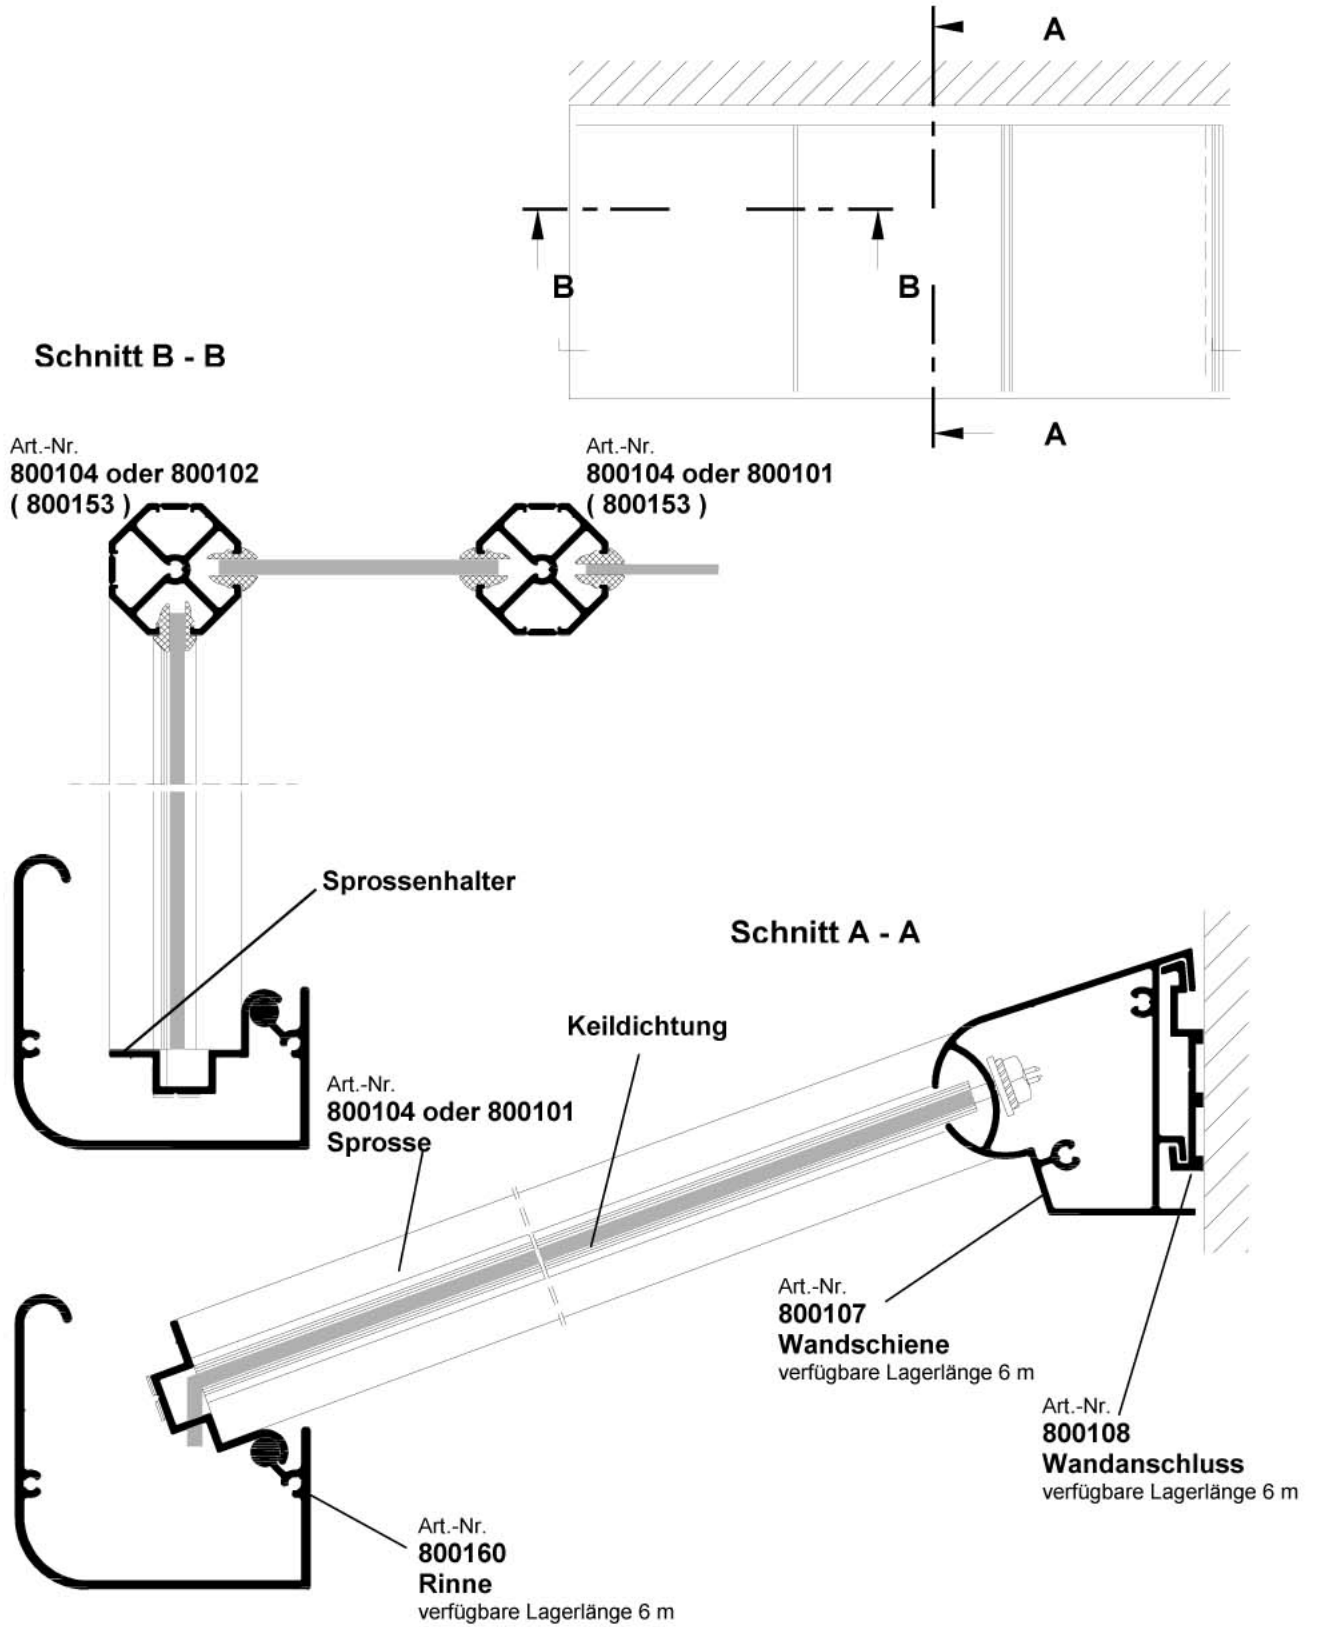 A
B
B
A
Schnitt B - B
Art.-Nr.
800104 oder 800102
( 800153 )
Art.-Nr.
800104 oder 800101
( 800153 )
Sprossenhalter
Schnitt A - A
Keildichtung
Art.-Nr.
800104 oder 800101
Sprosse
Art.-Nr.
800107
Wandschiene
verfügbare Lagerlänge 6 m
Art.-Nr.
800108
Wandanschluss
verfügbare Lagerlänge 6 m
Art.-Nr.
800160
Rinne
verfügbare Lagerlänge 6 m